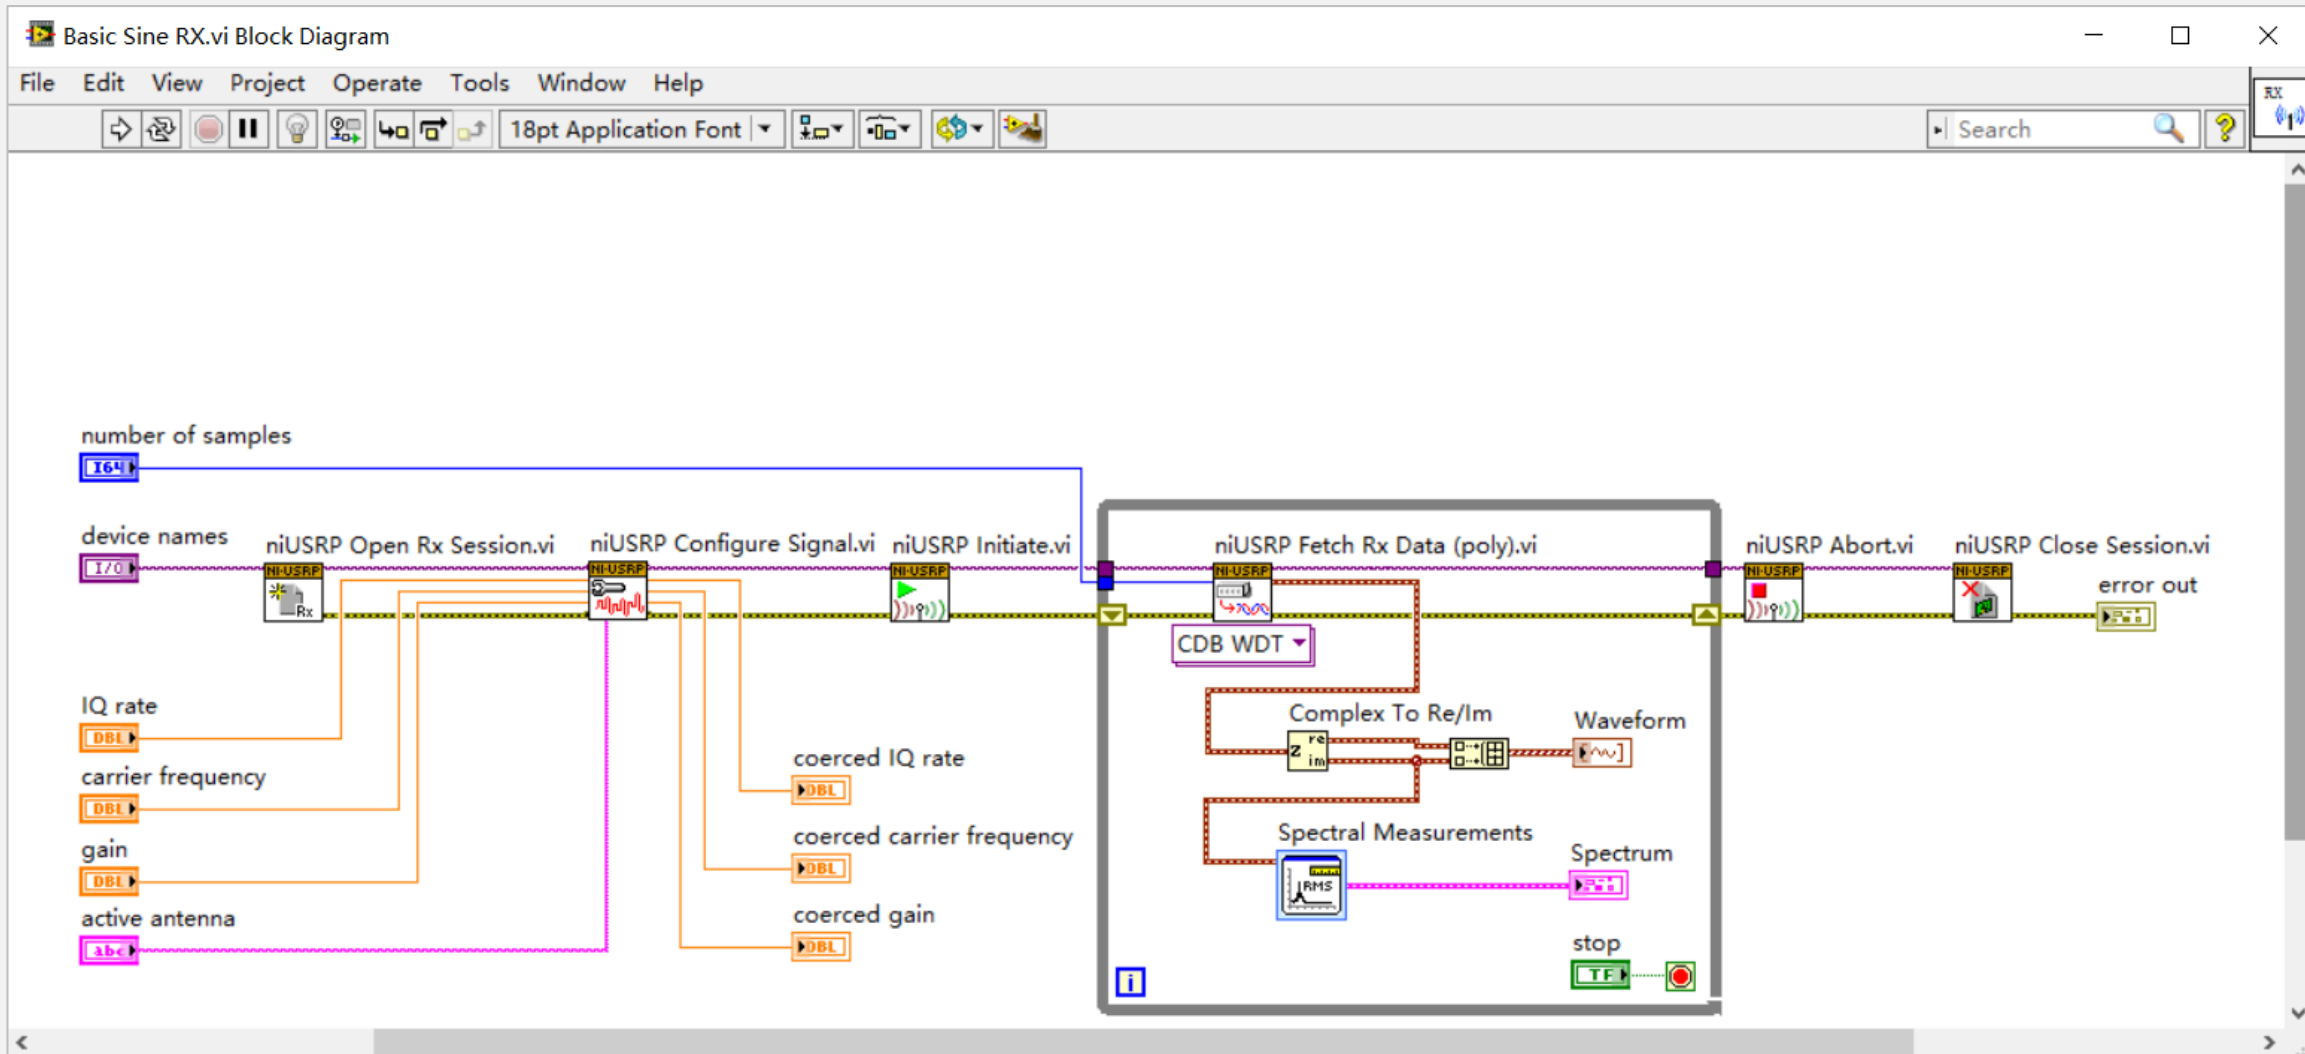 Basic Sine RX.vi Block Diagram
File Edit View Project Operate Tools Window Help
RX
18pt Application Font
Search
1
number of samples
I64
device names
I/O
niUSRP Open Rx Session.vi
NI-USRP
Rx
niUSRP Configure Signal.vi
NI-USRP
niUSRP Initiate.vi
NI-USRP
niUSRP Fetch Rx Data (poly).vi
NI-USRP
CDB WDT
niUSRP Abort.vi
NI-USRP
niUSRP Close Session.vi
NI-USRP
error out
IQ rate
DBL
carrier frequency
DBL
gain
DBL
active antenna
abc
coerced IQ rate
DBL
coerced carrier frequency
DBL
coerced gain
DBL
Complex To Re/Im
z re
im
Waveform
Spectral Measurements
RMS
Spectrum
stop
TF
i